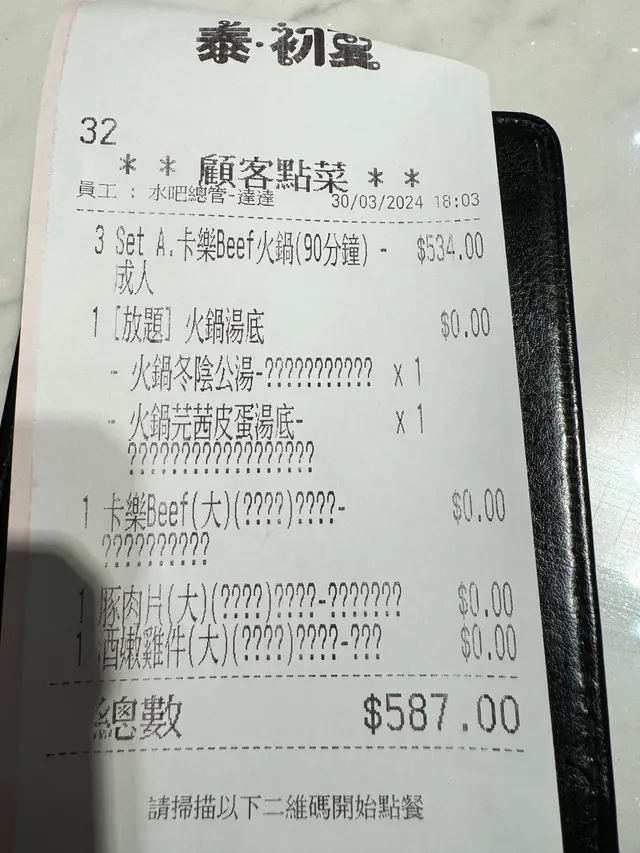 泰·初星
32
* * 顧客點菜 * *
員工 : 水吧總管-達達 30/03/2024 18:03
3 Set A.卡樂Beef火鍋(90分鐘) - $534.00
成人
1 [放題] 火鍋湯底 $0.00
- 火鍋冬陰公湯-??????????? x 1
- 火鍋芫茜皮蛋湯底- x 1
??????????????????
1 卡樂Beef(大)(????)????- $0.00
??????????
1 豚肉片(大)(????)????-??????? $0.00
1 嫩雞件(大)(????)????-??? $0.00
總數 $587.00
請掃描以下二維碼開始點餐